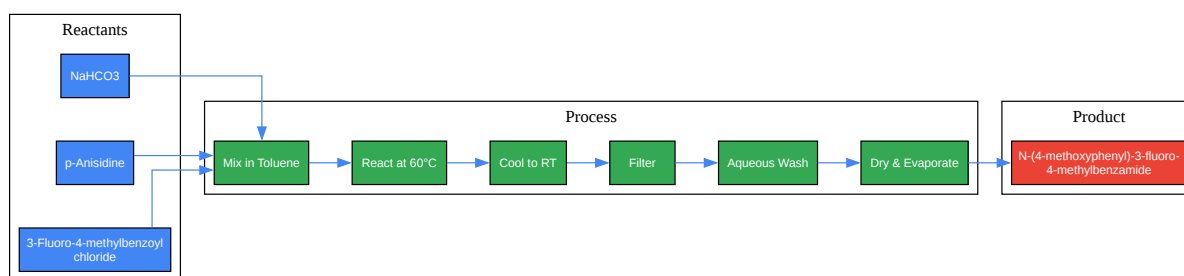 Reactants
NaHCO3
p-Anisidine
3-Fluoro-4-methylbenzoyl
chloride
Process
Mix in Toluene
React at 60°C
Cool to RT
Filter
Aqueous Wash
Dry & Evaporate
Product
N-(4-methoxyphenyl)-3-fluoro-
4-methylbenzamide